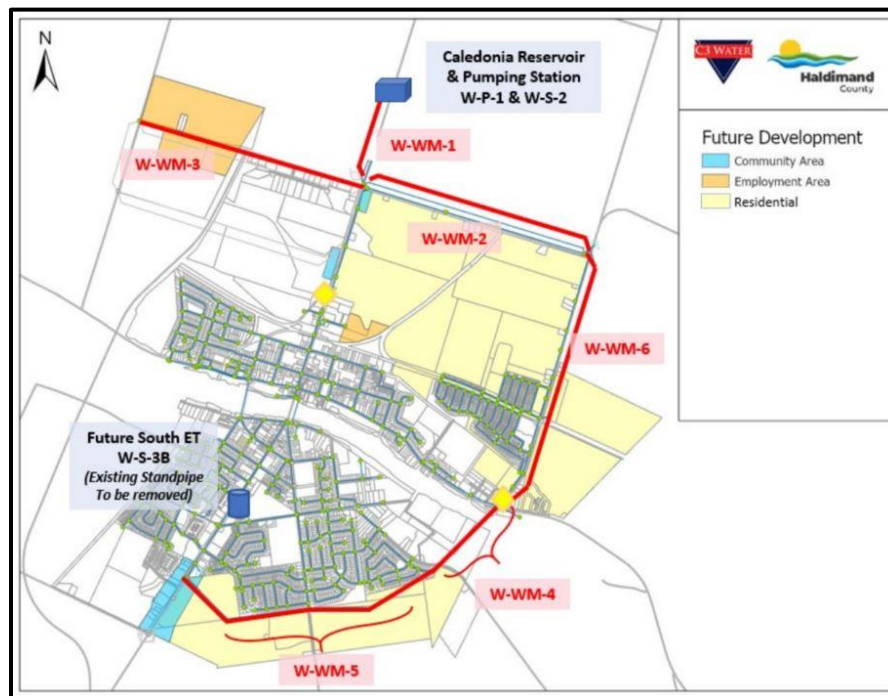 N
Caledonia Reservoir
& Pumping Station
W-P-1 & W-S-2
C3 WATER
Haldimand
County
W-WM-1
W-WM-3
Future Development
Community Area
Employment Area
Residential
W-WM-2
W-WM-6
Future South ET
W-S-3B
(Existing Standpipe
To be removed)
W-WM-4
W-WM-5